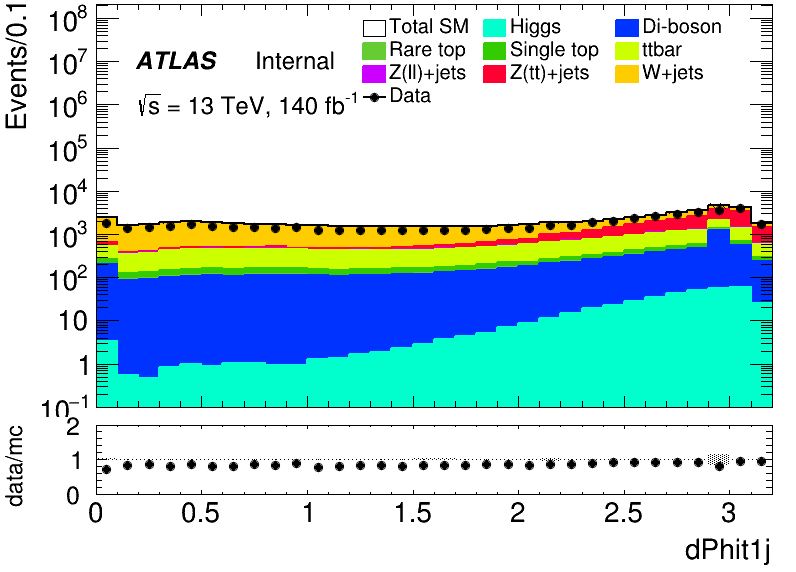 Events/0.1
10⁸
10⁷
10⁶
10⁵
10⁴
10³
10²
10
1
10⁻¹
ATLAS Internal
√s = 13 TeV, 140 fb⁻¹
Total SM Higgs Di-boson
Rare top Single top ttbar
Z(ll)+jets Z(tt)+jets W+jets
Data
data/mc
2
1
0
0 0.5 1 1.5 2 2.5 3
dPhit1j